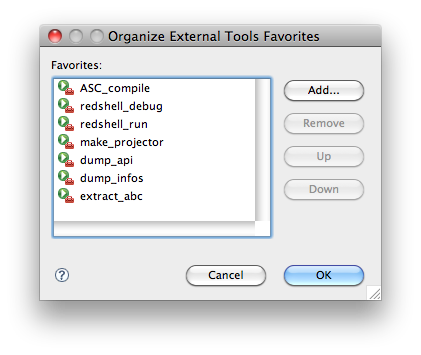 Organize External Tools Favorites
Favorites:
ASC_compile
redshell_debug
redshell_run
make_projector
dump_api
dump_infos
extract_abc
Add...
Remove
Up
Down
?
Cancel
OK